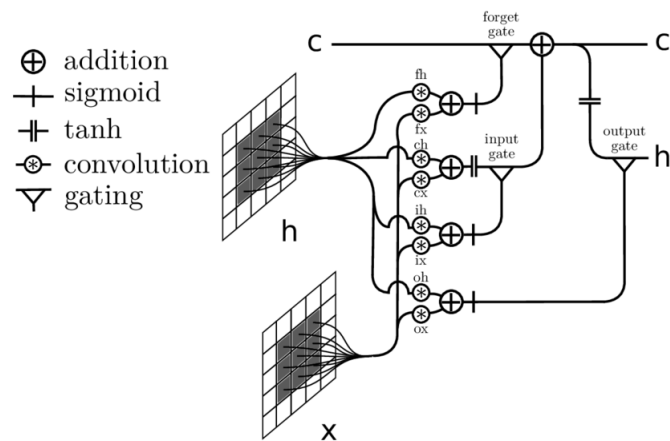 forget
gate
c
c
addition
sigmoid
tanh
convolution
gating
fh
fx
ch
cx
input
gate
output
gate
h
h
ih
ix
oh
ox
x